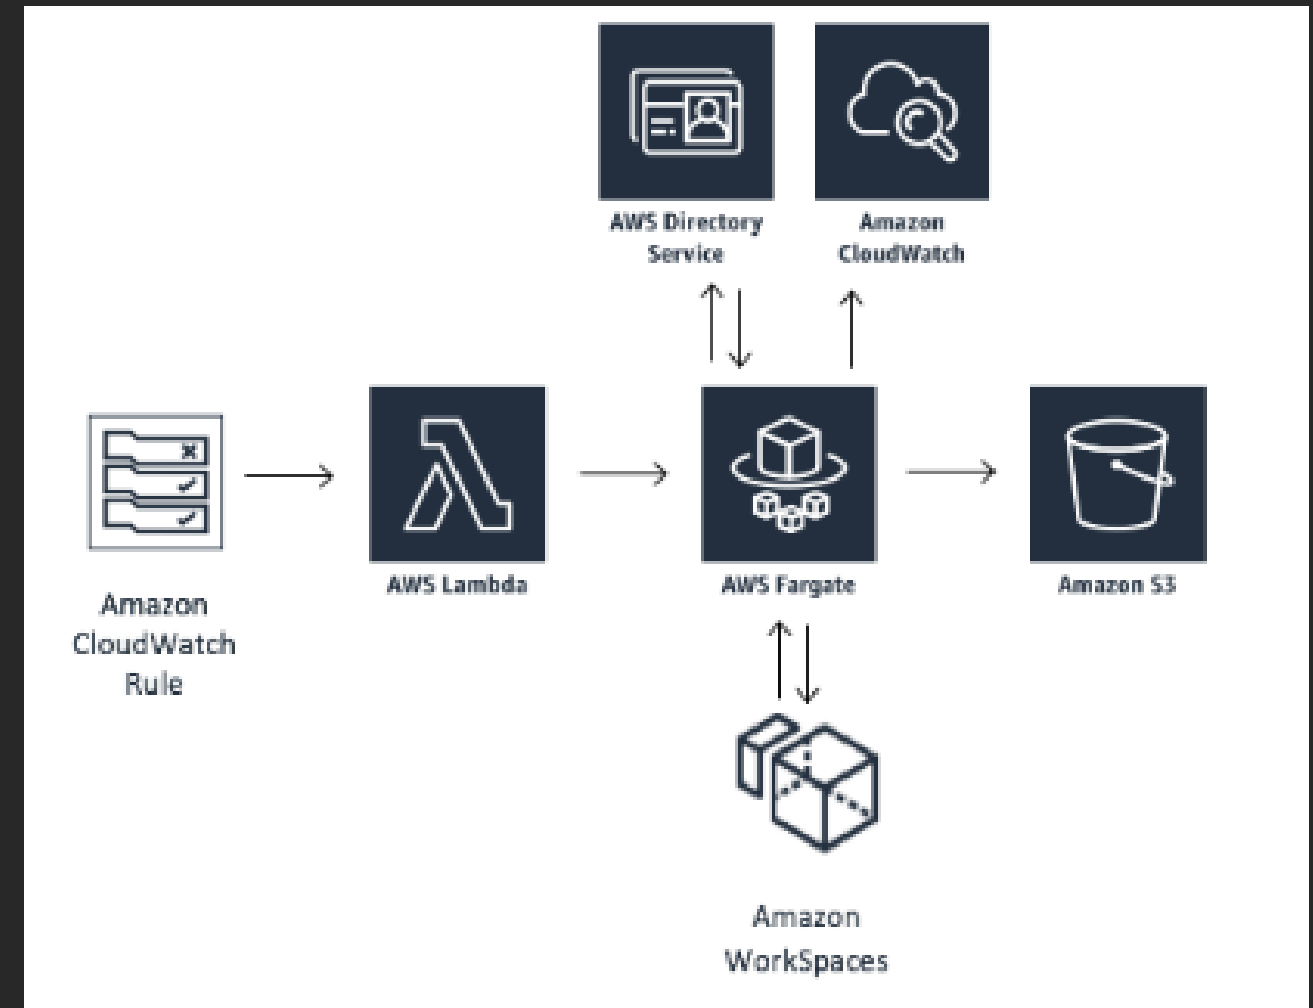 AWS Directory
Service
Amazon
CloudWatch
Amazon
CloudWatch
Rule
AWS Lambda
AWS Fargate
Amazon S3
Amazon
WorkSpaces